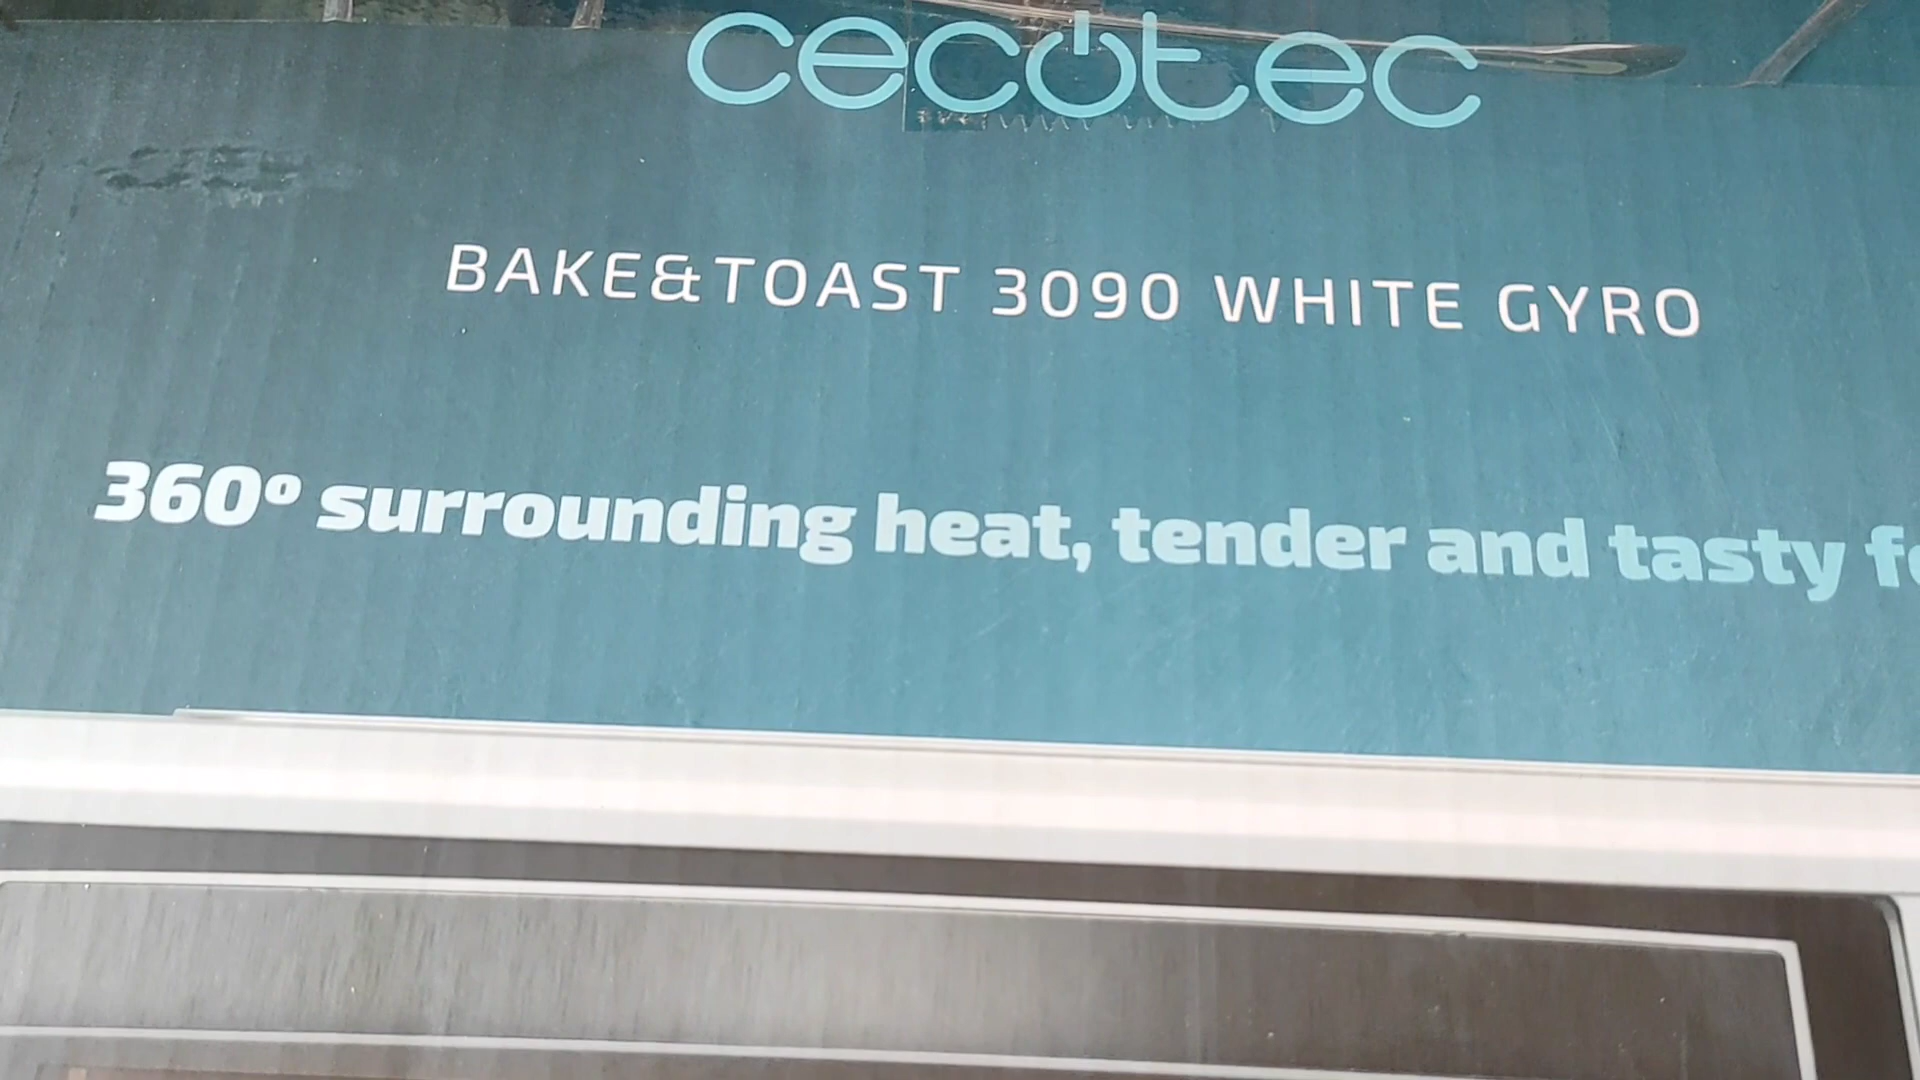 cecotec
BAKE&TOAST 3090 WHITE GYRO
360º surrounding heat, tender and tasty